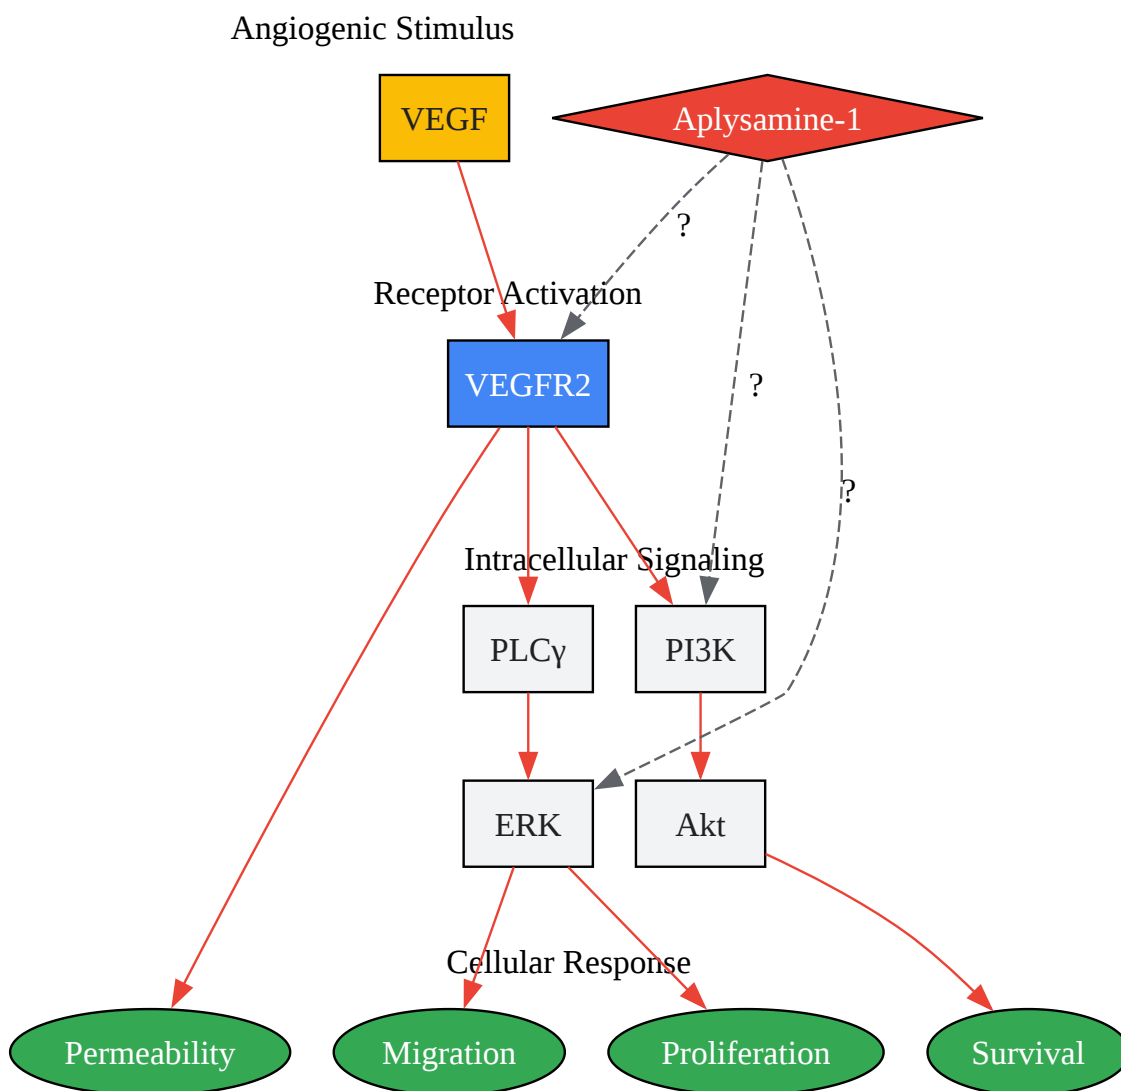 Angiogenic Stimulus
VEGF
Aplysamine-1
?
Receptor Activation
VEGFR2
?
?
Intracellular Signaling
PLCγ
PI3K
ERK
Akt
Cellular Response
Permeability
Migration
Proliferation
Survival